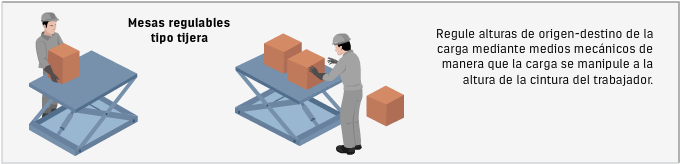 Mesas regulables
tipo tijera
Regule alturas de origen-destino de la
carga mediante medios mecánicos de
manera que la carga se manipule a la
altura de la cintura del trabajador.